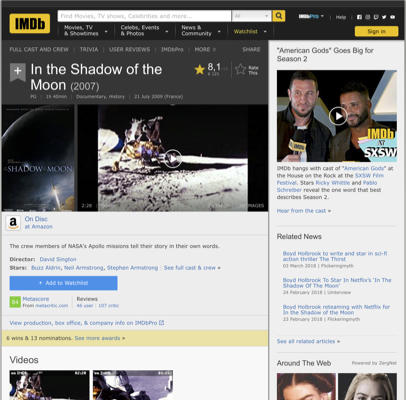 IMDb
Find Movies, TV shows, Celebrities and more...
All
IMDbPro
Help
Movies, TV & Showtimes
Celebs, Events & Photos
News & Community
Watchlist
Sign in
FULL CAST AND CREW | TRIVIA | USER REVIEWS | IMDbPro | MORE
SHARE
In the Shadow of the
Moon (2007)
8,1
Rate This
PG | 1h 40min | Documentary, History | 21 July 2009 (France)
SHADOW
MOON
2:28
IMAGES
On Disc
at Amazon
The crew members of NASA's Apollo missions tell their story in their own words.
Director: David Sington
Stars: Buzz Aldrin, Neil Armstrong, Stephen Armstrong | See full cast & crew »
+ Add to Watchlist
Metascore
From metacritic.com
Reviews
46 user | 107 critic
View production, box office, & company info on IMDbPro
6 wins & 13 nominations. See more awards »
Videos
"American Gods" Goes Big for
Season 2
IMDb
AT
SXSW
IMDb hangs with cast of "American Gods"
at the House on the Rock at the SXSW Film
Festival. Stars Ricky Whittle and Pablo
Schreiber reveal the one word that best
describes Season 2.
Hear from the cast »
Related News
Boyd Holbrook to write and star in sci-fi
action thriller The Thirst
03 March 2018 | Flickeringmyth
Boyd Holbrook To Star In Netflix's 'In The
Shadow Of The Moon'
24 February 2018 |
Boyd Holbrook reteaming with Netflix for
In the Shadow of the Moon
23 February 2018 | Flickeringmyth
See all related articles »
Around The Web
Powered by ZergNet